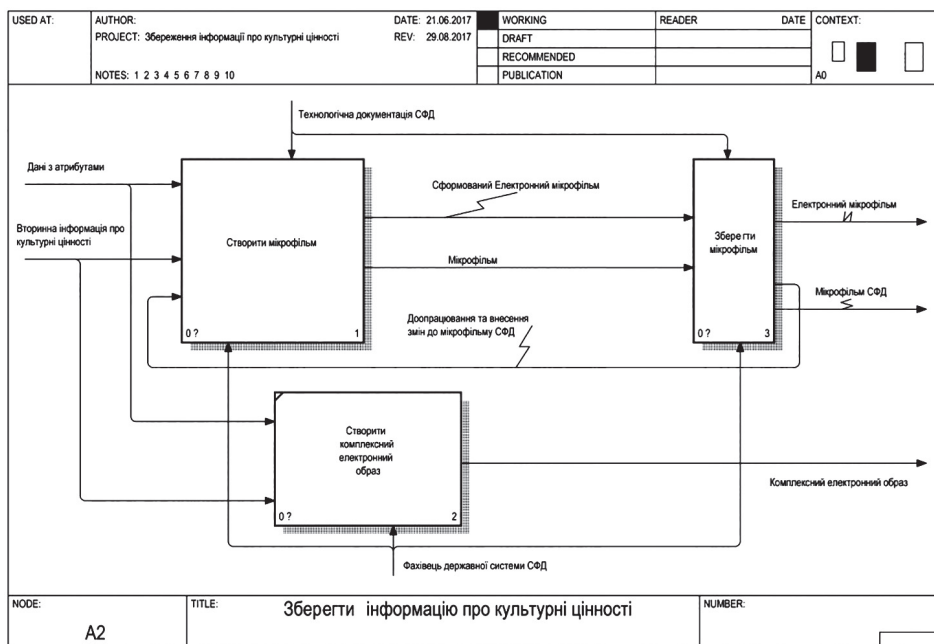 USED AT:
AUTHOR:
DATE: 21.06.2017
WORKING
READER
DATE
CONTEXT:
PROJECT: Збереження інформації про культурні цінності
REV: 29.08.2017
DRAFT
RECOMMENDED
NOTES: 1 2 3 4 5 6 7 8 9 10
PUBLICATION
A0
Технологічна документація СФД
Дані з атрибутами
Сформований Електронний мікрофільм
Електронний мікрофільм
Вторинна інформація про
культурні цінності
Створити мікрофільм
Зберегти
мікрофільм
Мікрофільм
Мікрофільм СФД
Доопрацювання та внесення
змін до мікрофільму СФД
0 ?
1
0 ?
3
Створити
комплексний
електронний
образ
Комплексний електронний образ
0 ?
2
Фахівець державної системи СФД
NODE:
TITLE:
Зберегти інформацію про культурні цінності
NUMBER:
A2